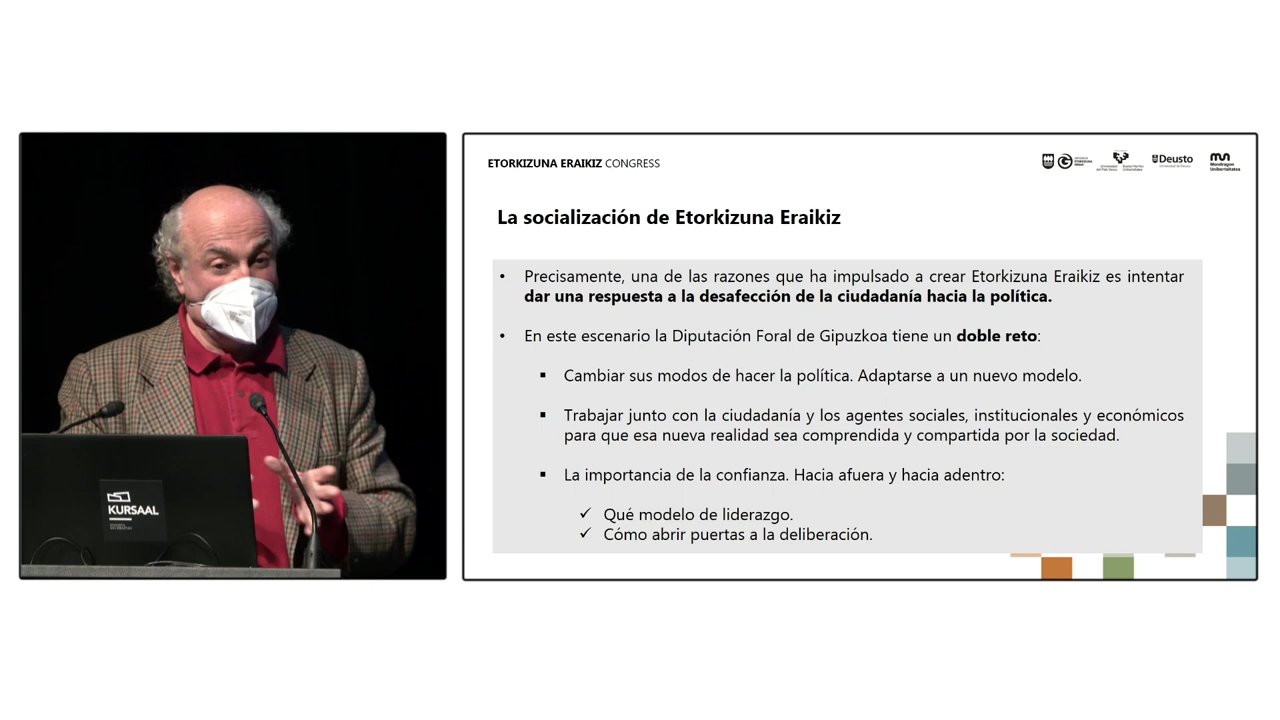 ETORKIZUNA ERAIKIZ CONGRESS
Deusto
Mondragon
Unibertsitatea
La socialización de Etorkizuna Eraikiz
• Precisamente, una de las razones que ha impulsado a crear Etorkizuna Eraikiz es intentar
dar una respuesta a la desafección de la ciudadanía hacia la política.
• En este escenario la Diputación Foral de Gipuzkoa tiene un doble reto:
▪ Cambiar sus modos de hacer la política. Adaptarse a un nuevo modelo.
▪ Trabajar junto con la ciudadanía y los agentes sociales, institucionales y económicos
para que esa nueva realidad sea comprendida y compartida por la sociedad.
▪ La importancia de la confianza. Hacia afuera y hacia adentro:
✓ Qué modelo de liderazgo.
✓ Cómo abrir puertas a la deliberación.
KURSAAL